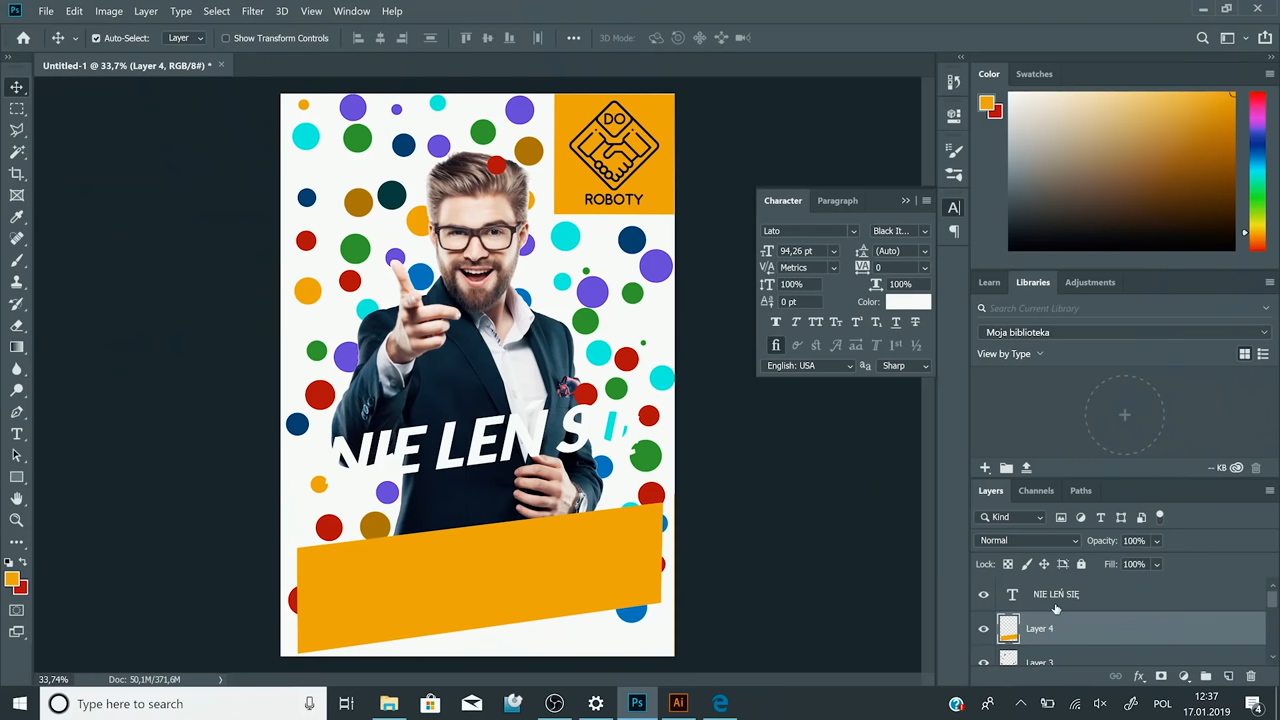 Ps File Edit Image Layer Type Select Filter 3D View Window Help
Auto-Select: Layer Show Transform Controls 3D Mode:
Untitled-1 @ 33,7% (Layer 4, RGB/8#) *
Color Swatches
DO
ROBOTY
Character Paragraph
Lato Black It...
94,26 pt (Auto)
Metrics 0
100% 100%
0 pt Color:
English: USA Sharp
Learn Libraries Adjustments
Search Current Library
Moja biblioteka
View by Type
-- KB
NIE LEŃ SI
Layers Channels Paths
Kind
Normal Opacity: 100%
Lock: Fill: 100%
NIE LEŃ SIĘ
Layer 4
Layer 3
33,74% Doc: 50,1M/371,6M
Type here to search
Ps Ai
POL
12:37
17.01.2019